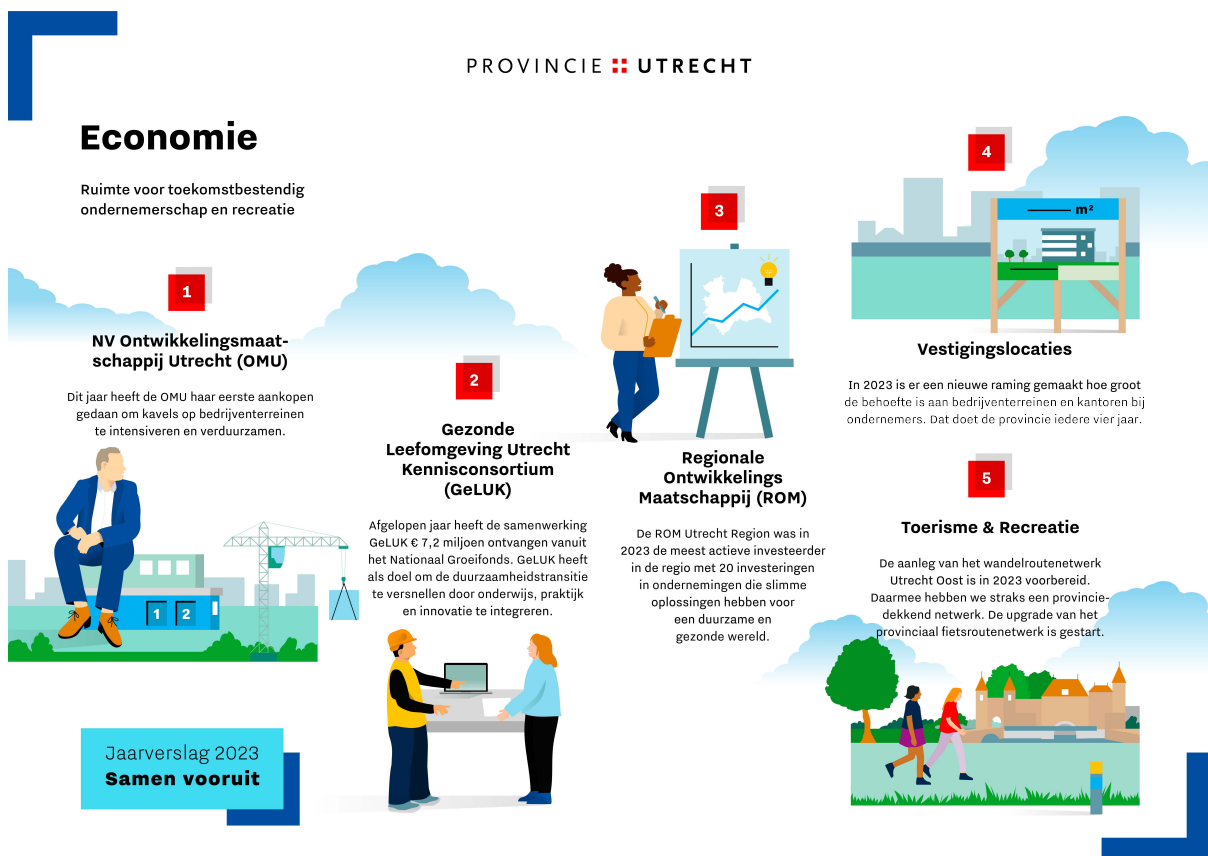 PROVINCIE UTRECHT
Economie
Ruimte voor toekomstbestendig
ondernemerschap en recreatie
1
NV Ontwikkelingsmaat-
schappij Utrecht (OMU)
Dit jaar heeft de OMU haar eerste aankopen
gedaan om kavels op bedrijventerreinen
te intensiveren en verduurzamen.
1 2
2
Gezonde
Leefomgeving Utrecht
Kennisconsortium
(GeLUK)
Afgelopen jaar heeft de samenwerking
GeLUK € 7,2 miljoen ontvangen vanuit
het Nationaal Groeifonds. GeLUK heeft
als doel om de duurzaamheidstransitie
te versnellen door onderwijs, praktijk
en innovatie te integreren.
3
Regionale
Ontwikkelings
Maatschappij (ROM)
De ROM Utrecht Region was in
2023 de meest actieve investeerder
in de regio met 20 investeringen
in ondernemingen die slimme
oplossingen hebben voor
een duurzame en
gezonde wereld.
4
m²
Vestigingslocaties
In 2023 is er een nieuwe raming gemaakt hoe groot
de behoefte is aan bedrijventerreinen en kantoren bij
ondernemers. Dat doet de provincie iedere vier jaar.
5
Toerisme & Recreatie
De aanleg van het wandelroutenetwerk
Utrecht Oost is in 2023 voorbereid.
Daarmee hebben we straks een provincie-
dekkend netwerk. De upgrade van het
provinciaal fietsroutenetwerk is gestart.
Jaarverslag 2023
Samen vooruit